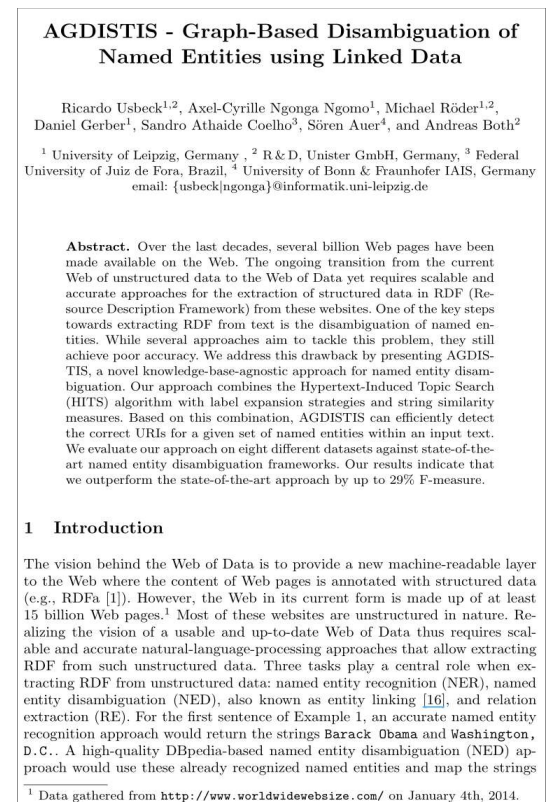 AGDISTIS - Graph-Based Disambiguation of
Named Entities using Linked Data
Ricardo Usbeck1,2, Axel-Cyrille Ngonga Ngomo1, Michael Röder1,2,
Daniel Gerber1, Sandro Athaide Coelho3, Sören Auer4, and Andreas Both2
1 University of Leipzig, Germany , 2 R & D, Unister GmbH, Germany, 3 Federal
University of Juiz de Fora, Brazil, 4 University of Bonn & Fraunhofer IAIS, Germany
email: {usbeck|ngonga}@informatik.uni-leipzig.de
Abstract. Over the last decades, several billion Web pages have been
made available on the Web. The ongoing transition from the current
Web of unstructured data to the Web of Data yet requires scalable and
accurate approaches for the extraction of structured data in RDF (Re-
source Description Framework) from these websites. One of the key steps
towards extracting RDF from text is the disambiguation of named en-
tities. While several approaches aim to tackle this problem, they still
achieve poor accuracy. We address this drawback by presenting AGDIS-
TIS, a novel knowledge-base-agnostic approach for named entity disam-
biguation. Our approach combines the Hypertext-Induced Topic Search
(HITS) algorithm with label expansion strategies and string similarity
measures. Based on this combination, AGDISTIS can efficiently detect
the correct URIs for a given set of named entities within an input text.
We evaluate our approach on eight different datasets against state-of-the-
art named entity disambiguation frameworks. Our results indicate that
we outperform the state-of-the-art approach by up to 29% F-measure.
1 Introduction
The vision behind the Web of Data is to provide a new machine-readable layer
to the Web where the content of Web pages is annotated with structured data
(e.g., RDFa [1]). However, the Web in its current form is made up of at least
15 billion Web pages.1 Most of these websites are unstructured in nature. Re-
alizing the vision of a usable and up-to-date Web of Data thus requires scal-
able and accurate natural-language-processing approaches that allow extracting
RDF from such unstructured data. Three tasks play a central role when ex-
tracting RDF from unstructured data: named entity recognition (NER), named
entity disambiguation (NED), also known as entity linking [16], and relation
extraction (RE). For the first sentence of Example 1, an accurate named entity
recognition approach would return the strings Barack Obama and Washington,
D.C.. A high-quality DBpedia-based named entity disambiguation (NED) ap-
proach would use these already recognized named entities and map the strings
1 Data gathered from http://www.worldwidewebsize.com/ on January 4th, 2014.